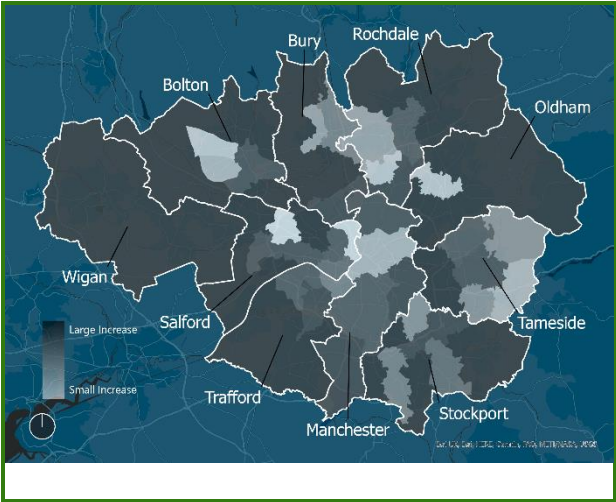 Bury
Rochdale
Bolton
Oldham
Wigan
Large Increase
Salford
Tameside
Small Increase
Trafford
Stockport
Manchester